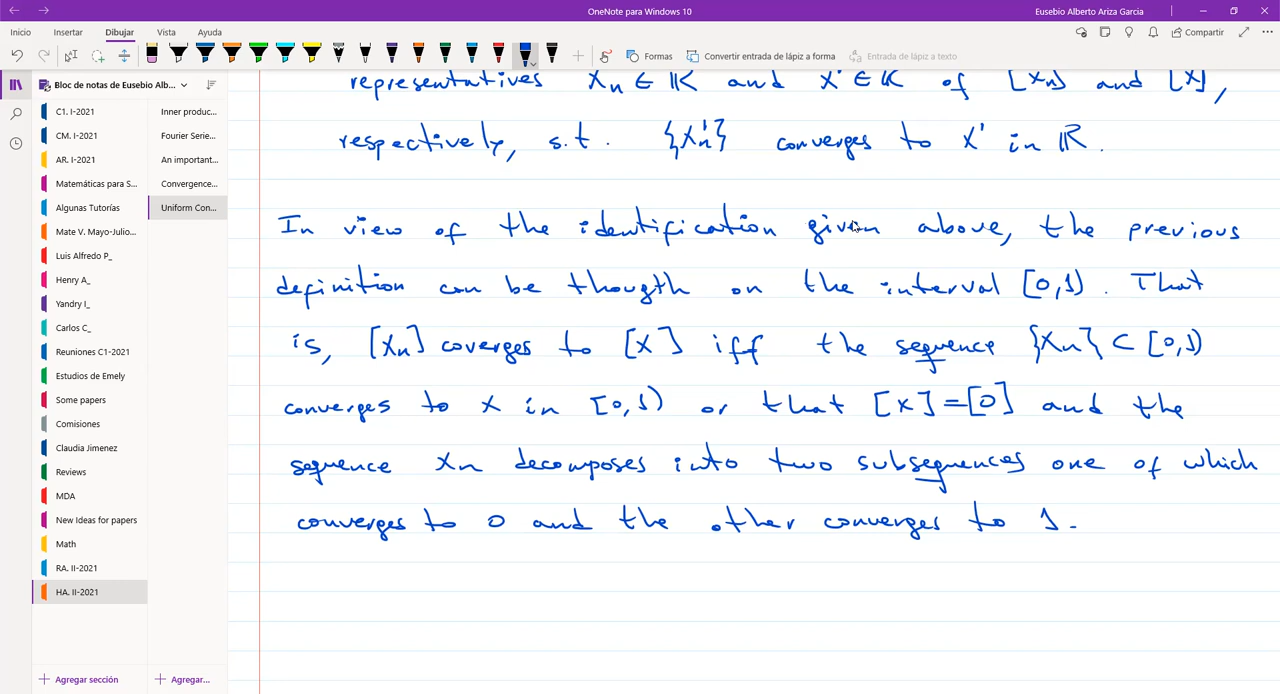 OneNote para Windows 10
Eusebio Alberto Ariza Garcia
Inicio Insertar Dibujar Vista Ayuda
Compartir
Formas Convertir entrada de lápiz a forma Entrada de lápiz a texto
Bloc de notas de Eusebio Alb...
C1. I-2021
CM. I-2021
AR. I-2021
Matemáticas para S...
Algunas Tutorías
Mate V. Mayo-Julio...
Luis Alfredo P_
Henry A_
Yandry I_
Carlos C_
Reuniones C1-2021
Estudios de Emely
Some papers
Comisiones
Claudia Jimenez
Reviews
MDA
New Ideas for papers
Math
RA. II-2021
HA. II-2021
Agregar sección
Inner produc...
Fourier Serie...
An important...
Convergence...
Uniform Con...
Agregar...
representatives Xn ∈ ℝ and X' ∈ ℝ of [Xn] and [X],
respectively, s.t. {Xn'} converges to X' in ℝ.
In view of the identification given above, the previous
definition can be thougth on the interval [0,1). That
is, [Xn] coverges to [X] iff the sequence {Xn} ⊂ [0,1)
converges to X in [0,1) or that [X]=[0] and the
sequence Xn decomposes into two subsequences one of which
converges to 0 and the other converges to 1.